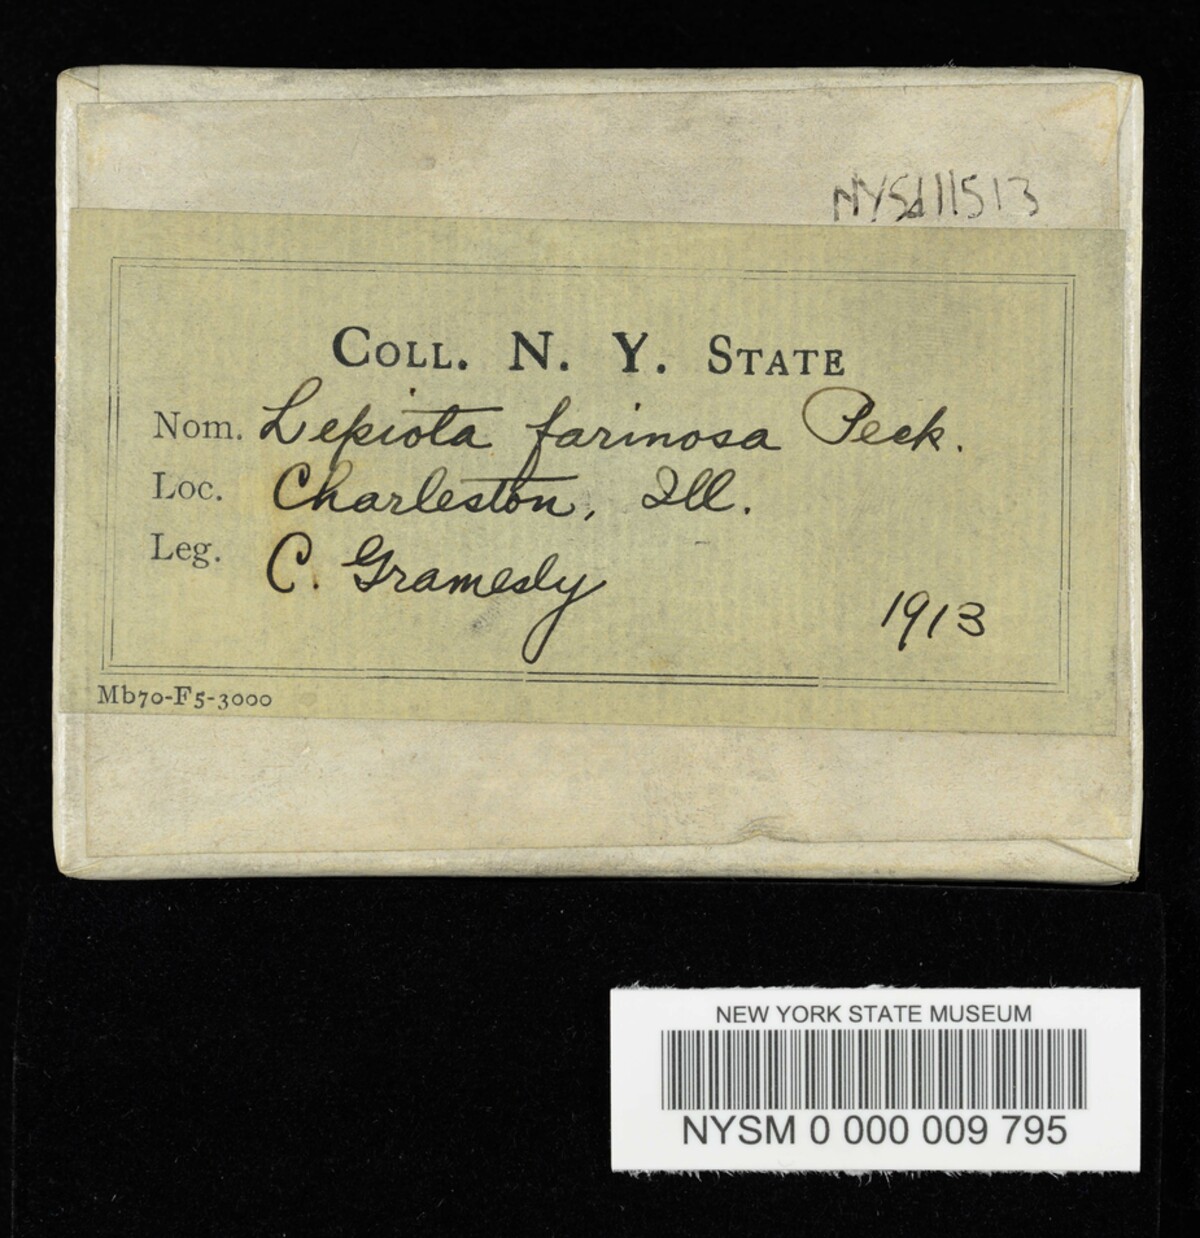 NYSd11513
COLL. N. Y. STATE
Nom. Lepiota farinosa Peck.
Loc. Charleston, Ill.
Leg. C. Gramesly
1913
Mb70-F5-3000
NEW YORK STATE MUSEUM
NYSM 0 000 009 795